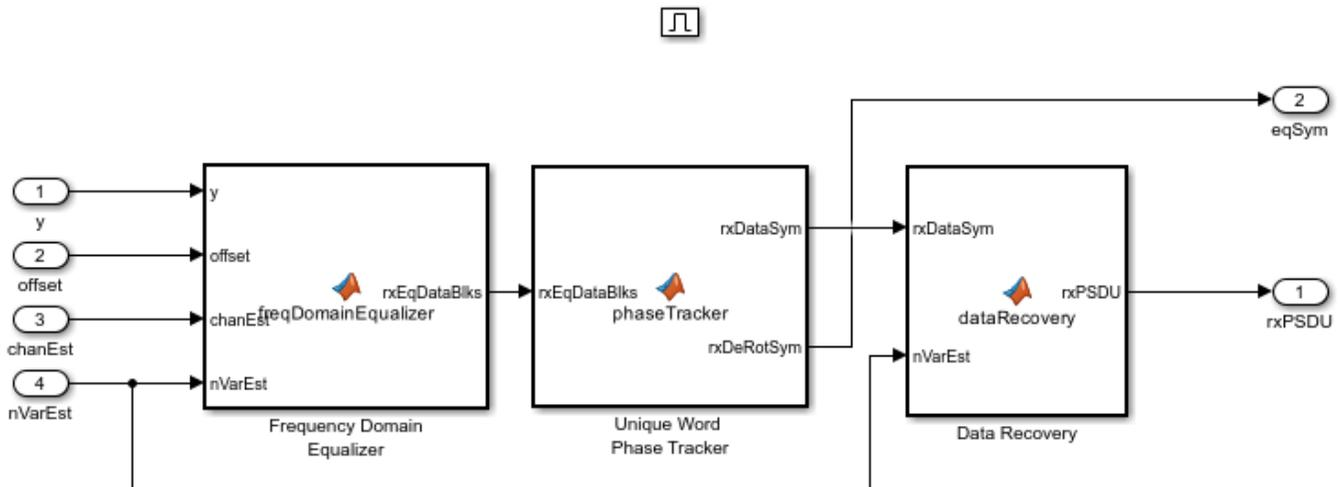 2
eqSym
1
y
2
offset
3
chanEst
4
nVarEst
y
offset
chanEst
nVarEst
freqDomainEqualizer
rxEqDataBlks
Frequency Domain
Equalizer
rxEqDataBlks
phaseTracker
rxDataSym
rxDeRotSym
Unique Word
Phase Tracker
rxDataSym
nVarEst
dataRecovery
rxPSDU
Data Recovery
1
rxPSDU